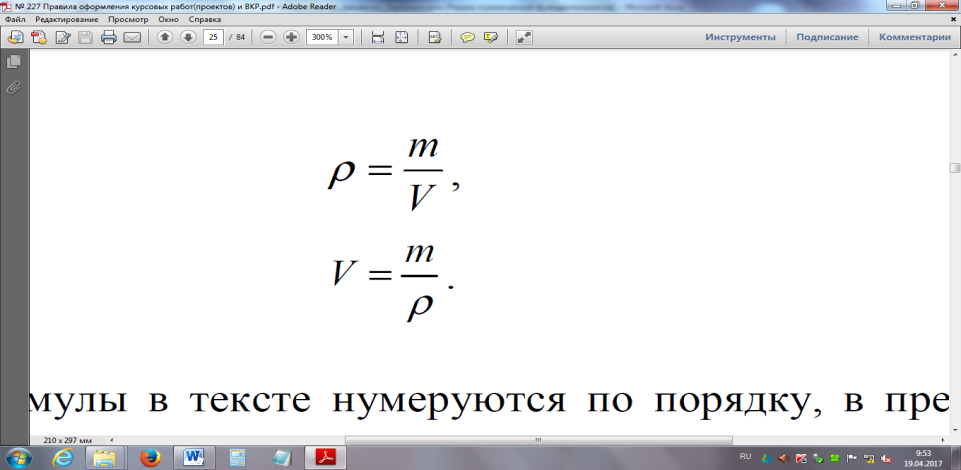 № 227 Правила оформления курсовых работ(проектов) и ВКР.pdf - Adobe Reader
Файл Редактирование Просмотр Окно Справка
25 / 84 300% Инструменты Подписание Комментарии
ρ = m/V,
V = m/ρ.
мулы в тексте нумеруются по порядку, в пре
210 x 297 мм
RU 9:53
19.04.2017